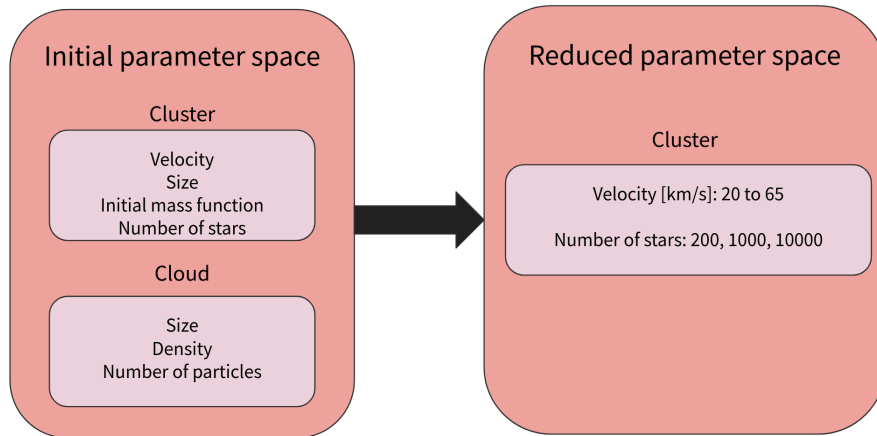 Initial parameter space
Cluster
Velocity
Size
Initial mass function
Number of stars
Cloud
Size
Density
Number of particles
Reduced parameter space
Cluster
Velocity [km/s]: 20 to 65
Number of stars: 200, 1000, 10000